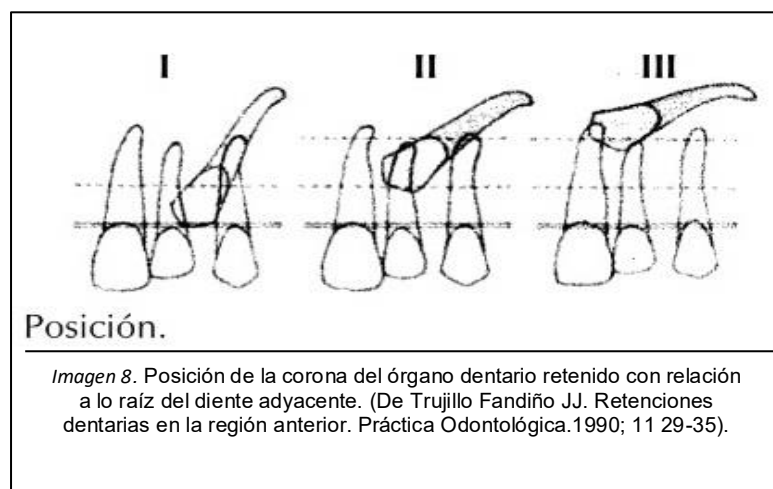 I II III
Posición.
Imagen 8. Posición de la corona del órgano dentario retenido con relación
a lo raíz del diente adyacente. (De Trujillo Fandiño JJ. Retenciones
dentarias en la región anterior. Práctica Odontológica.1990; 11 29-35).